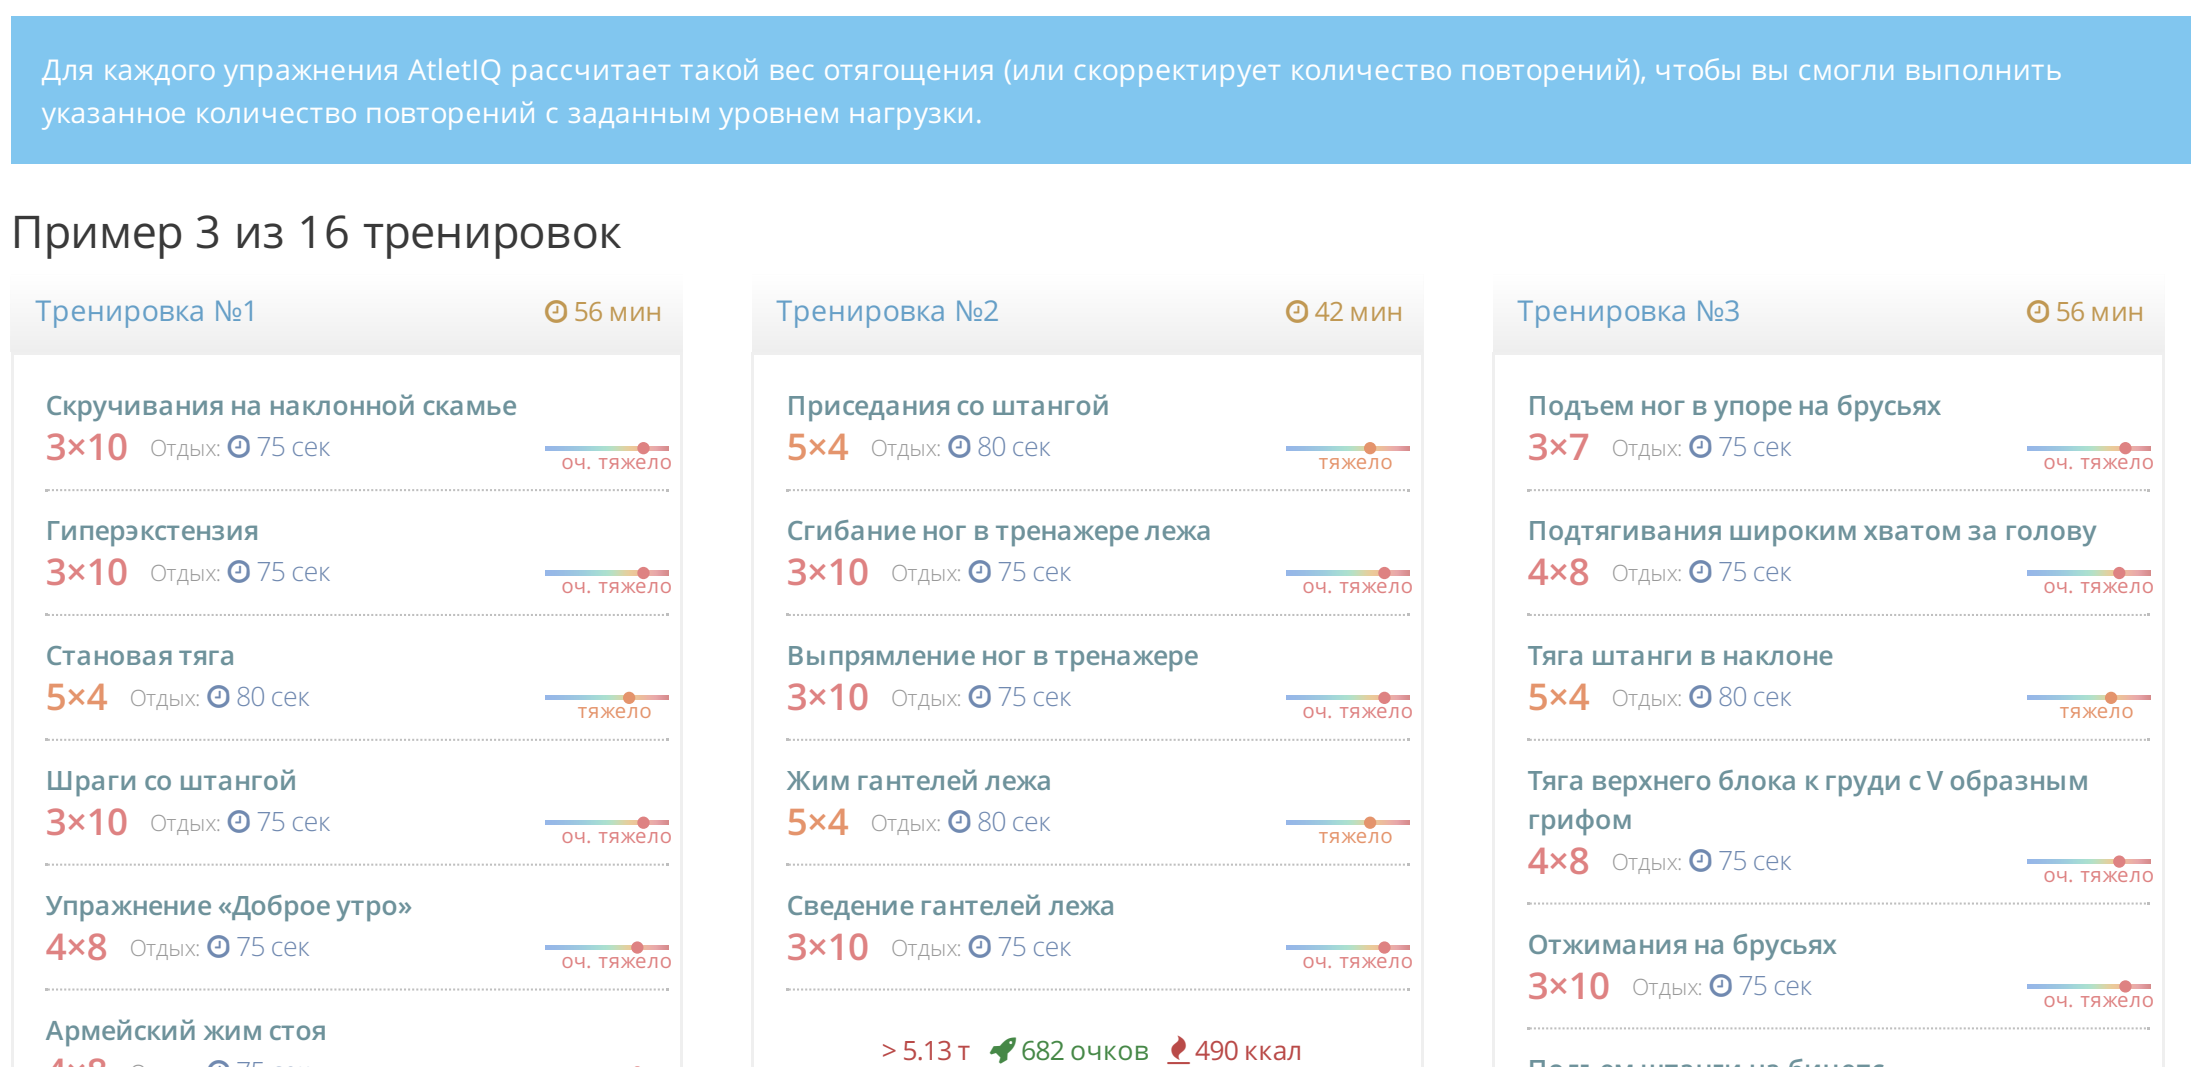 Для каждого упражнения AtletIQ рассчитает такой вес отягощения (или скорректирует количество повторений), чтобы вы смогли выполнить
указанное количество повторений с заданным уровнем нагрузки.
Пример 3 из 16 тренировок
Тренировка №1 56 мин
Скручивания на наклонной скамье
3×10 Отдых: 75 сек
оч. тяжело
Гиперэкстензия
3×10 Отдых: 75 сек
оч. тяжело
Становая тяга
5×4 Отдых: 80 сек
тяжело
Шраги со штангой
3×10 Отдых: 75 сек
оч. тяжело
Упражнение «Доброе утро»
4×8 Отдых: 75 сек
оч. тяжело
Армейский жим стоя
Тренировка №2 42 мин
Приседания со штангой
5×4 Отдых: 80 сек
тяжело
Сгибание ног в тренажере лежа
3×10 Отдых: 75 сек
оч. тяжело
Выпрямление ног в тренажере
3×10 Отдых: 75 сек
оч. тяжело
Жим гантелей лежа
5×4 Отдых: 80 сек
тяжело
Сведение гантелей лежа
3×10 Отдых: 75 сек
оч. тяжело
> 5.13 т 682 очков 490 ккал
Тренировка №3 56 мин
Подъем ног в упоре на брусьях
3×7 Отдых: 75 сек
оч. тяжело
Подтягивания широким хватом за голову
4×8 Отдых: 75 сек
оч. тяжело
Тяга штанги в наклоне
5×4 Отдых: 80 сек
тяжело
Тяга верхнего блока к груди с V образным
грифом
4×8 Отдых: 75 сек
оч. тяжело
Отжимания на брусьях
3×10 Отдых: 75 сек
оч. тяжело